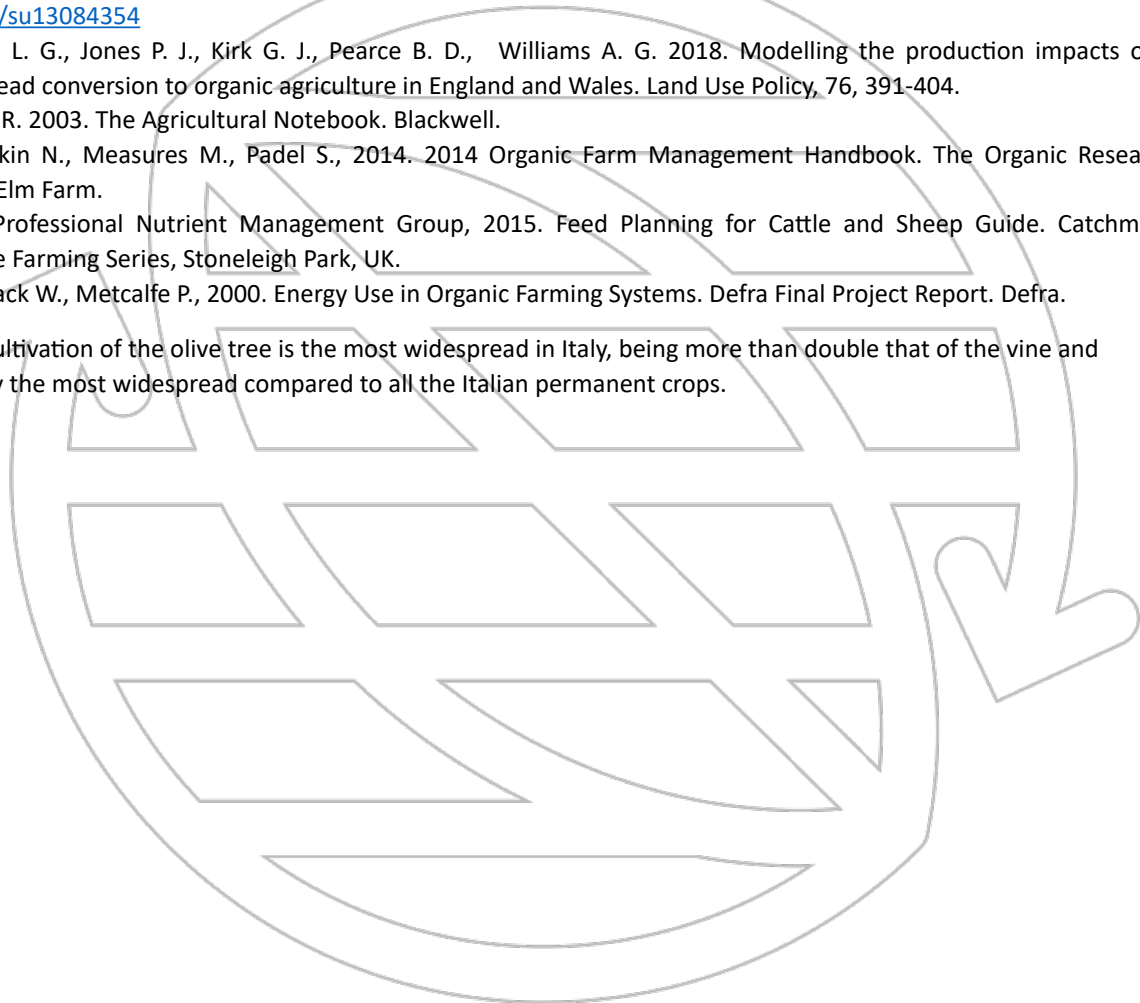 /su13084354
L. G., Jones P. J., Kirk G. J., Pearce B. D., Williams A. G. 2018. Modelling the production impacts o
ead conversion to organic agriculture in England and Wales. Land Use Policy, 76, 391-404.
R. 2003. The Agricultural Notebook. Blackwell.
kin N., Measures M., Padel S., 2014. 2014 Organic Farm Management Handbook. The Organic Resea
Elm Farm.
Professional Nutrient Management Group, 2015. Feed Planning for Cattle and Sheep Guide. Catchm
e Farming Series, Stoneleigh Park, UK.
ack W., Metcalfe P., 2000. Energy Use in Organic Farming Systems. Defra Final Project Report. Defra.
ultivation of the olive tree is the most widespread in Italy, being more than double that of the vine and
y the most widespread compared to all the Italian permanent crops.